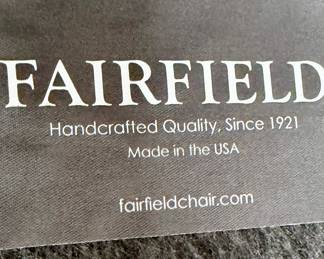 FAIRFIELD
Handcrafted Quality, Since 1921
Made in the USA
fairfieldchair.com